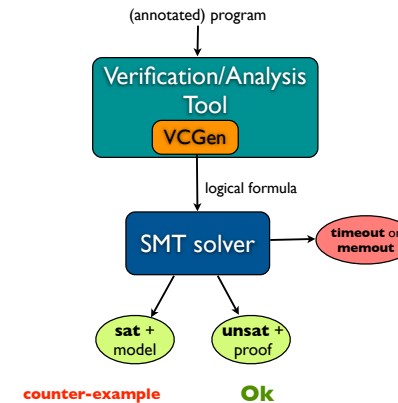 (annotated) program
Verification/Analysis
Tool
VCGen
logical formula
SMT solver
timeout or
memout
sat +
model
unsat +
proof
counter-example
Ok